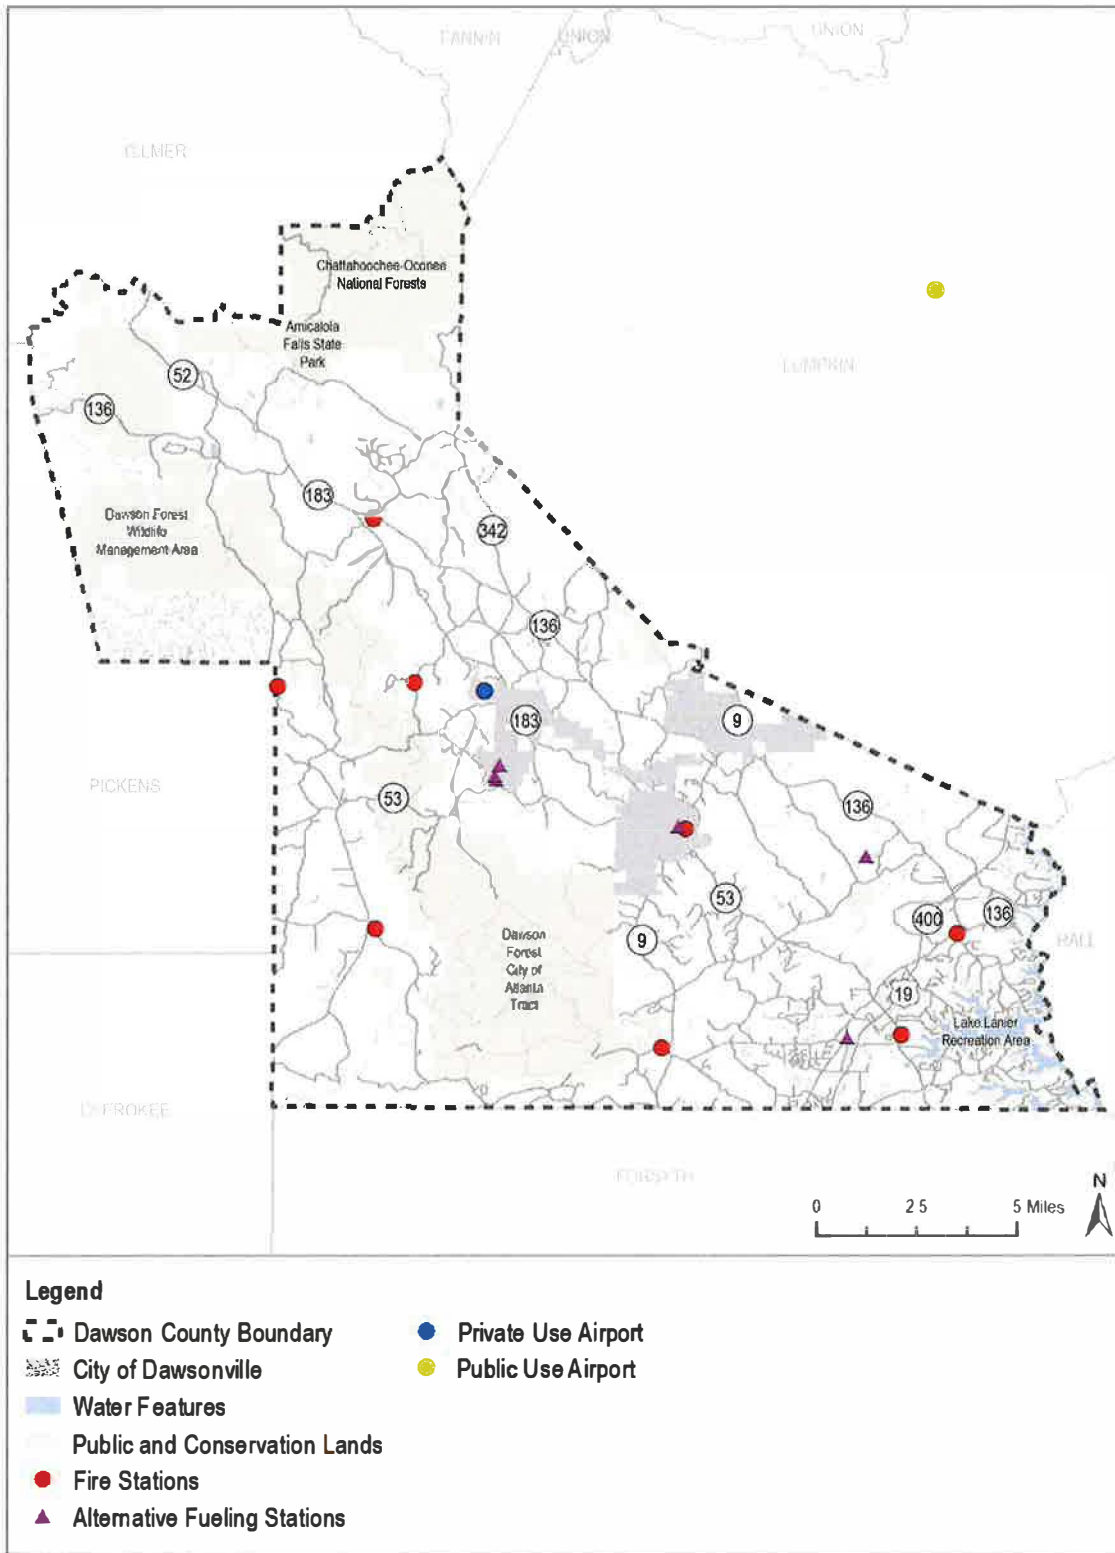 FANNIN
UNION
UNION
GILMER
Chattahoochee-Oconee
National Forests
Amicalola
Falls State
Park
LUMPKIN
52
136
183
Dawson Forest
Wildlife
Management Area
342
136
183
9
PICKENS
53
136
53
400
136
HALL
9
Dawson
Forest
City of
Atlanta
Tract
19
Lake Lanier
Recreation Area
CHEROKEE
FORSYTH
N
0 2 5 5 Miles
Legend
Dawson County Boundary
City of Dawsonville
Water Features
Public and Conservation Lands
Fire Stations
Alternative Fueling Stations
Private Use Airport
Public Use Airport